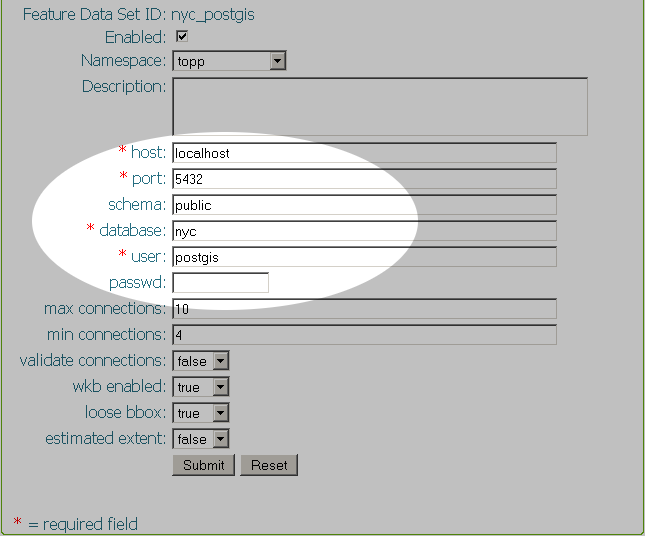 Feature Data Set ID: nyc_postgis
Enabled:
Namespace: topp
Description:
* host: localhost
* port: 5432
schema: public
* database: nyc
* user: postgis
passwd:
max connections: 10
min connections: 4
validate connections: false
wkb enabled: true
loose bbox: true
estimated extent: false
Submit Reset
* = required field